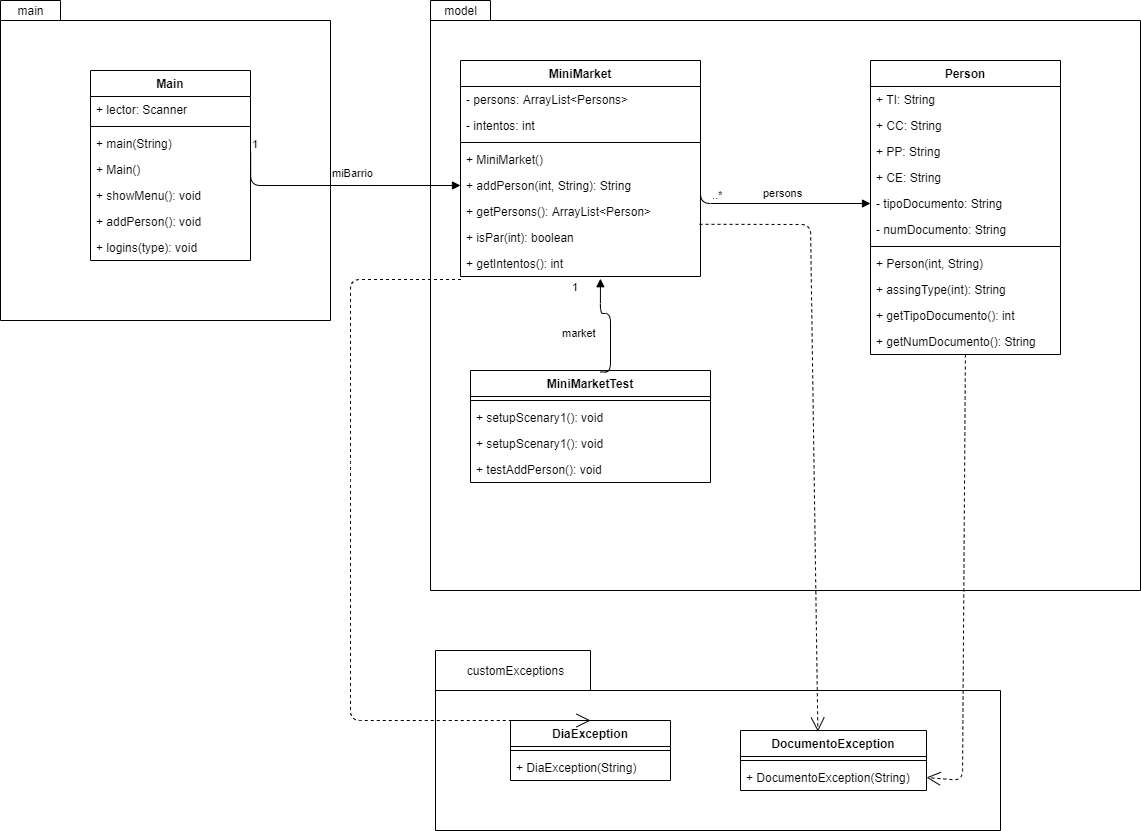 main
Main
+ lector: Scanner
+ main(String)
+ Main()
+ showMenu(): void
+ addPerson(): void
+ logins(type): void
1
miBarrio
model
MiniMarket
- persons: ArrayList<Persons>
- intentos: int
+ MiniMarket()
+ addPerson(int, String): String
+ getPersons(): ArrayList<Person>
+ isPar(int): boolean
+ getIntentos(): int
..*
persons
Person
+ TI: String
+ CC: String
+ PP: String
+ CE: String
- tipoDocumento: String
- numDocumento: String
+ Person(int, String)
+ assingType(int): String
+ getTipoDocumento(): int
+ getNumDocumento(): String
1
market
MiniMarketTest
+ setupScenary1(): void
+ setupScenary1(): void
+ testAddPerson(): void
customExceptions
DiaException
+ DiaException(String)
DocumentoException
+ DocumentoException(String)